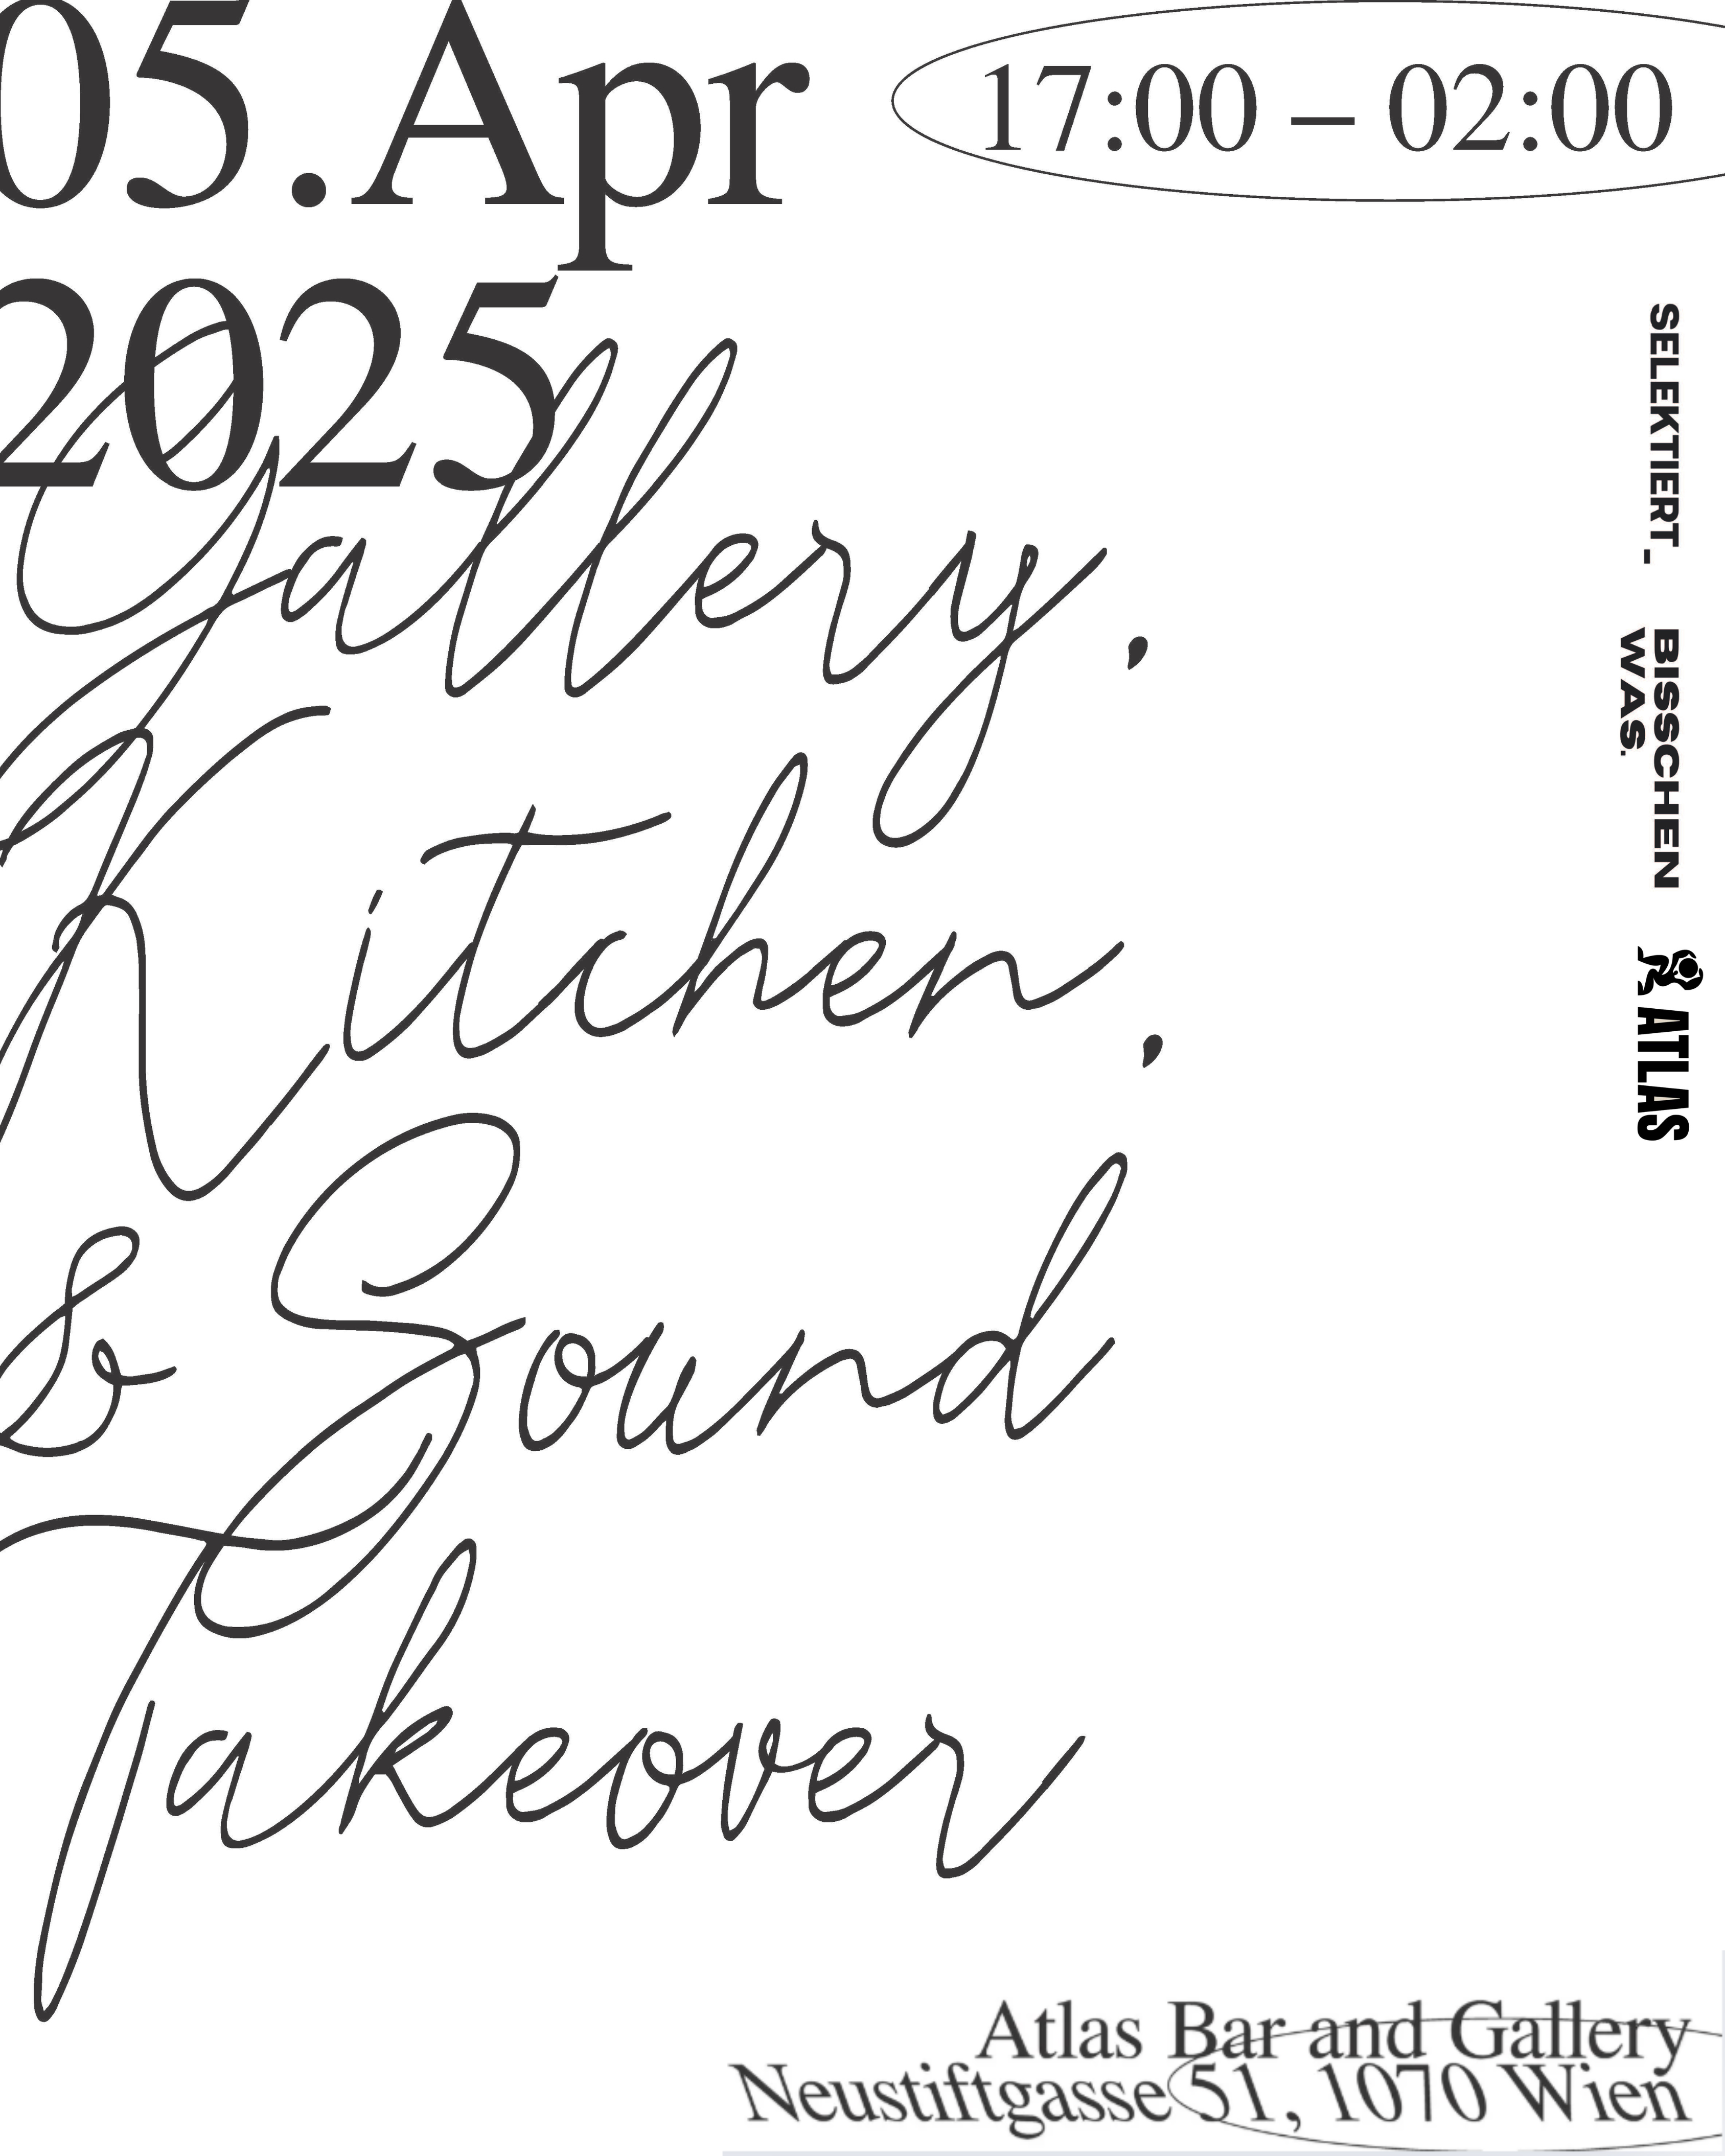 05.Apr
17:00 – 02:00
2025
Gallery,
Kitchen,
& Sound
Takeover
SELEKTIERT_
BISSCHEN
WAS.
ATLAS
Atlas Bar and Gallery
Neustiftgasse 51, 1070 Wien